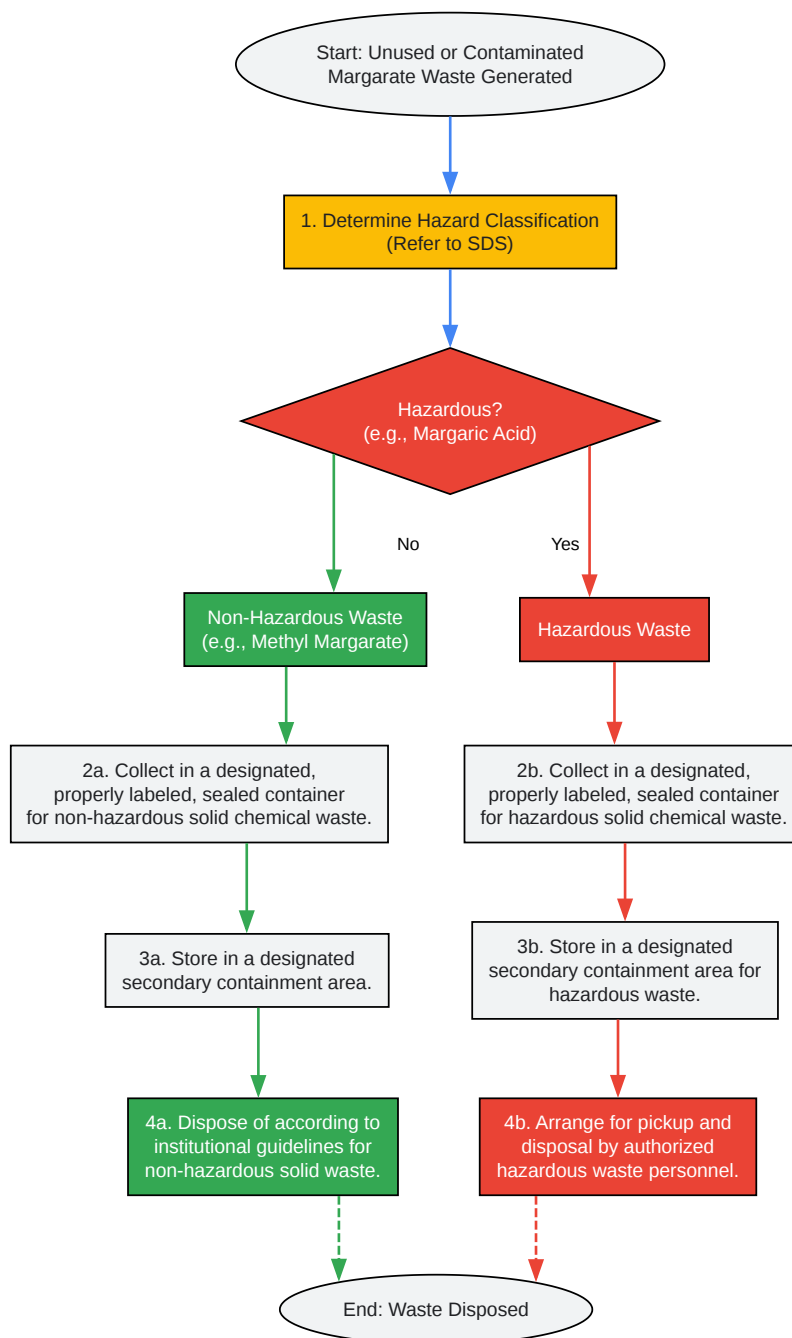 Start: Unused or Contaminated
Margarate Waste Generated
1. Determine Hazard Classification
(Refer to SDS)
Hazardous?
(e.g., Margaric Acid)
No
Yes
Non-Hazardous Waste
(e.g., Methyl Margarate)
Hazardous Waste
2a. Collect in a designated,
properly labeled, sealed container
for non-hazardous solid chemical waste.
2b. Collect in a designated,
properly labeled, sealed container
for hazardous solid chemical waste.
3a. Store in a designated
secondary containment area.
3b. Store in a designated
secondary containment area for
hazardous waste.
4a. Dispose of according to
institutional guidelines for
non-hazardous solid waste.
4b. Arrange for pickup and
disposal by authorized
hazardous waste personnel.
End: Waste Disposed